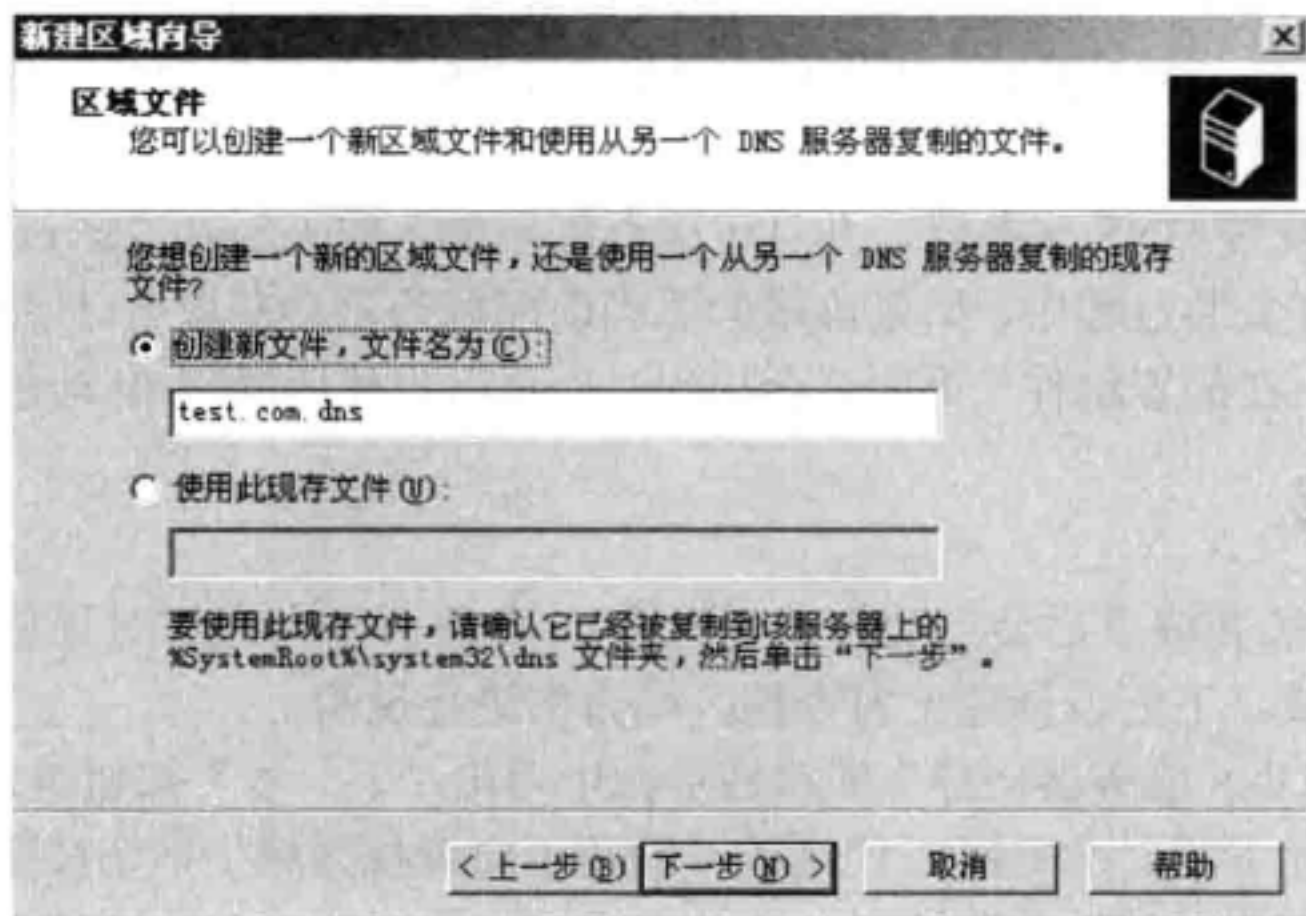 新建区域向导
区域文件
您可以创建一个新区域文件和使用从另一个 DNS 服务器复制的文件。
您想创建一个新的区域文件，还是使用一个从另一个 DNS 服务器复制的现存
文件?
创建新文件，文件名为(C):
test.com.dns
使用此现存文件(U):
要使用此现存文件，请确认它已经被复制到该服务器上的
%SystemRoot%\system32\dns 文件夹，然后单击“下一步”。
< 上一步(B)
下一步(N) >
取消
帮助